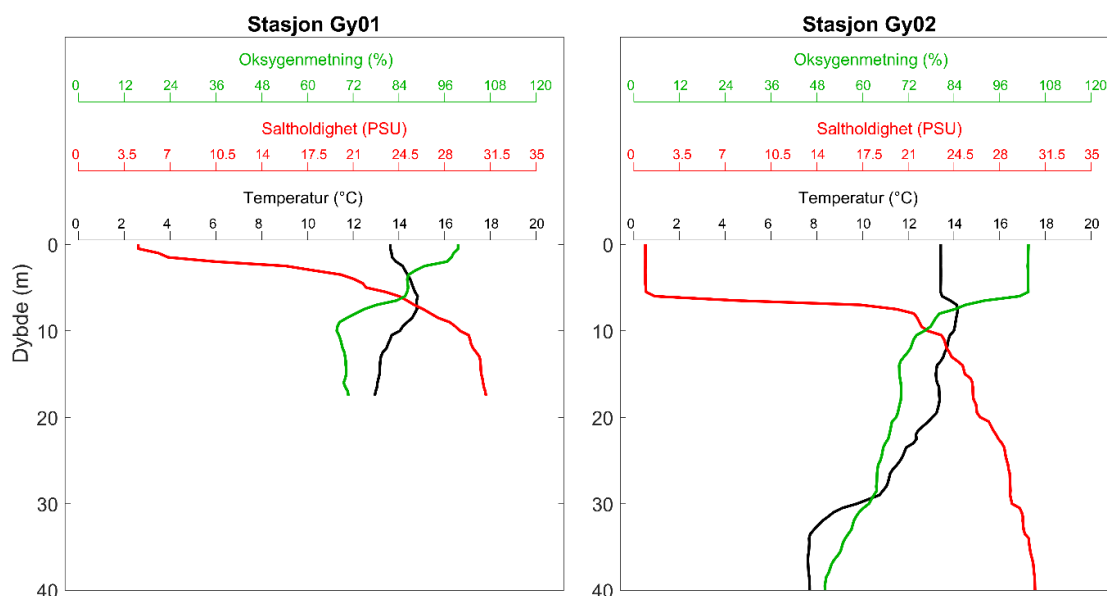 Stasjon Gy01
Oksygenmetning (%)
0 12 24 36 48 60 72 84 96 108 120
Saltholdighet (PSU)
0 3.5 7 10.5 14 17.5 21 24.5 28 31.5 35
Temperatur (°C)
0 2 4 6 8 10 12 14 16 18 20
Dybde (m)
0
10
20
30
40
Stasjon Gy02
Oksygenmetning (%)
0 12 24 36 48 60 72 84 96 108 120
Saltholdighet (PSU)
0 3.5 7 10.5 14 17.5 21 24.5 28 31.5 35
Temperatur (°C)
0 2 4 6 8 10 12 14 16 18 20
0
10
20
30
40